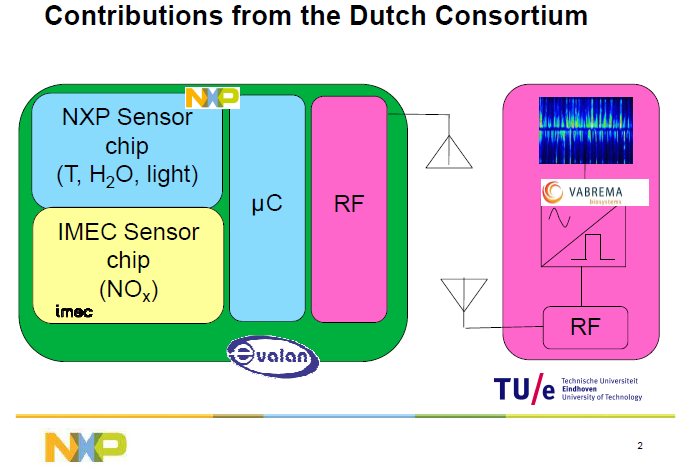 Contributions from the Dutch Consortium
NXP
NXP Sensor
chip
(T, H₂O, light)
IMEC Sensor
chip
(NOₓ)
imec
µC
RF
evalan
VABREMA
biosystems
RF
TU/e
Technische Universiteit
Eindhoven
University of Technology
NXP
2